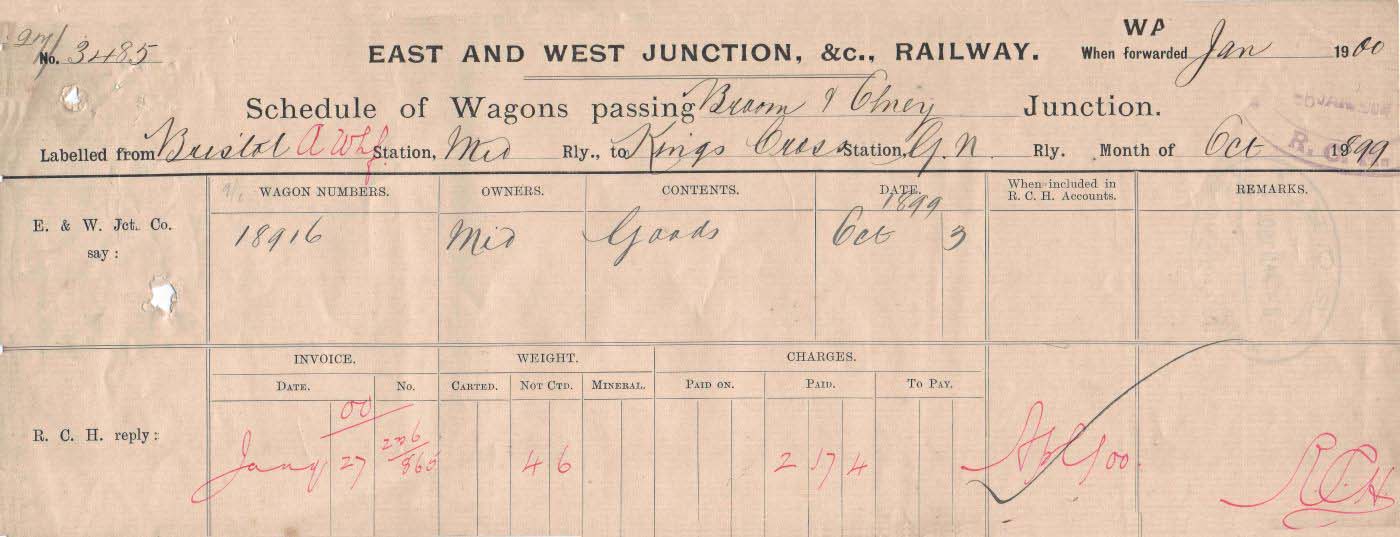 27/
No. 3485 EAST AND WEST JUNCTION, &c., RAILWAY. WA When forwarded Jan 1900
Schedule of Wagons passing Broom & Olney Junction.
Labelled from Bristol A Whf Station, Mid Rly., to Kings Cross Station, G.N. Rly. Month of Oct 1899
WAGON NUMBERS. OWNERS. CONTENTS. DATE. When included in R. C. H. Accounts. REMARKS.
1899
E. & W. Jct. Co. say : 18916 Mid Goods Oct 3
INVOICE. WEIGHT. CHARGES.
DATE. No. CARTED. NOT CTD. MINERAL. PAID ON. PAID. TO PAY.
00
R. C. H. reply : Jany 27 4 6 2 17 4 Apl 00. R.C.H